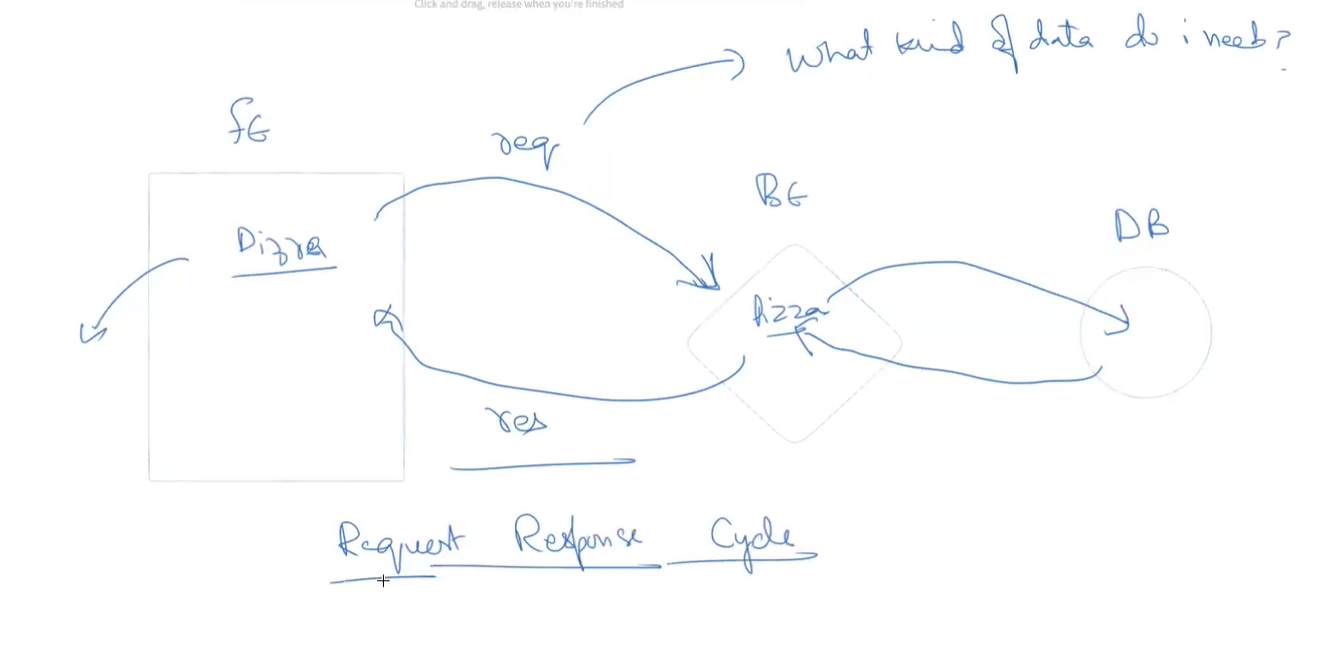 Click and drag, release when you're finished
What kind of data do i need?
FE
req
BE
DB
Pizza
Pizza
res
Request Response Cycle